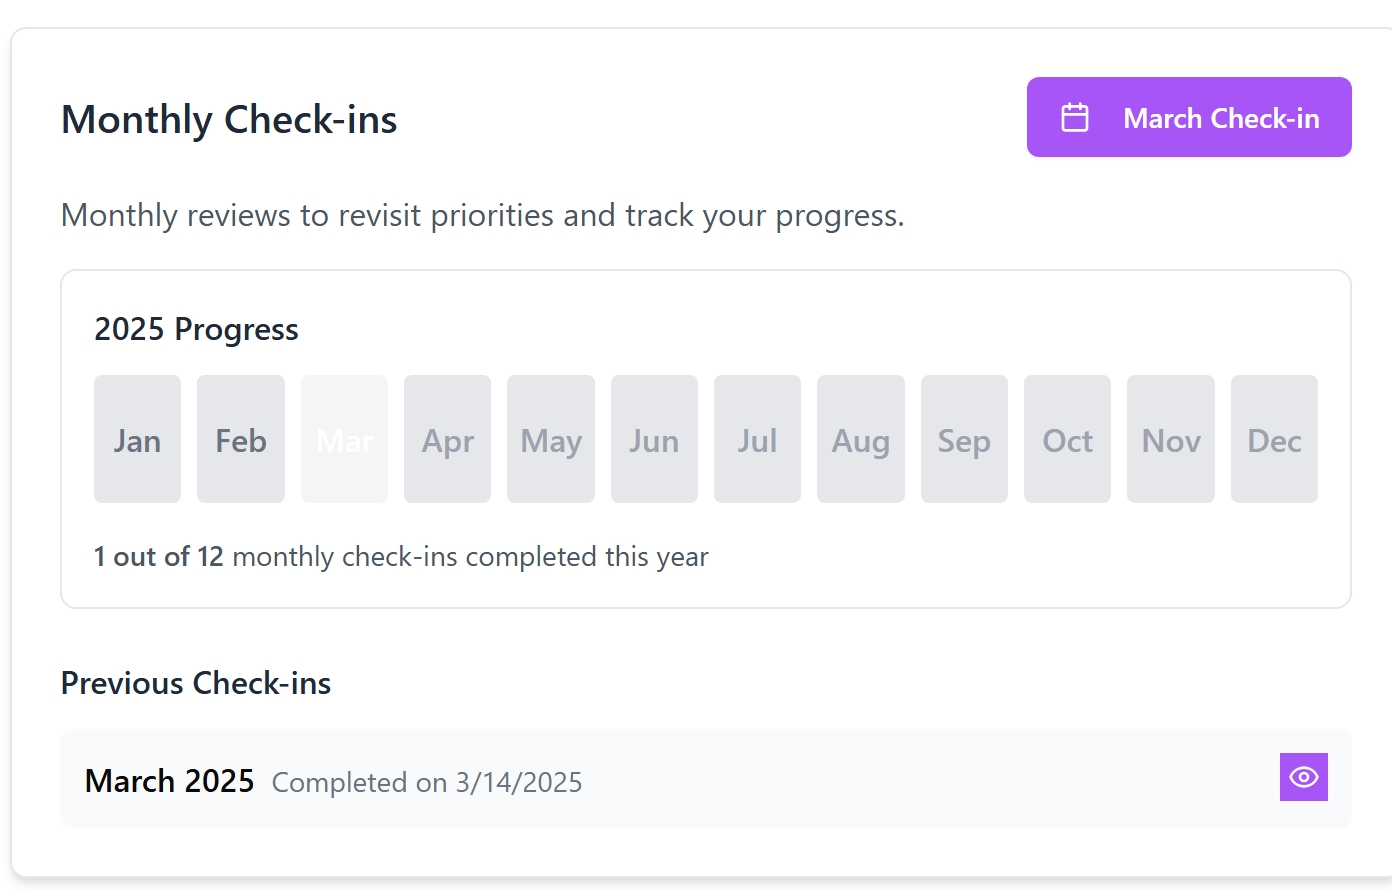 Monthly Check-ins
March Check-in
Monthly reviews to revisit priorities and track your progress.
2025 Progress
Jan Feb Mar Apr May Jun Jul Aug Sep Oct Nov Dec
1 out of 12 monthly check-ins completed this year
Previous Check-ins
March 2025 Completed on 3/14/2025